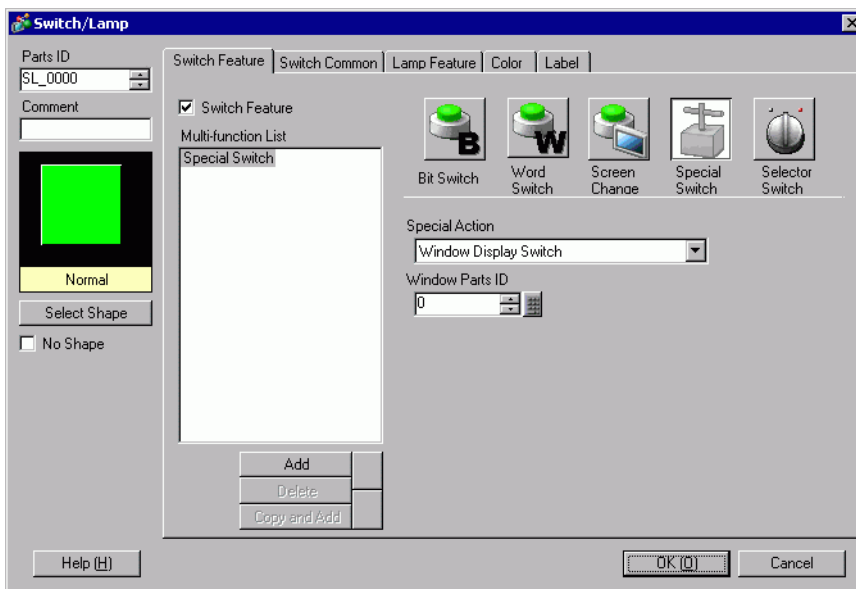 Switch/Lamp
Parts ID
SL_0000
Comment
Normal
Select Shape
No Shape
Switch Feature
Switch Common
Lamp Feature
Color
Label
Switch Feature
Multi-function List
Special Switch
Add
Delete
Copy and Add
B
W
Bit Switch
Word
Switch
Screen
Change
Special
Switch
Selector
Switch
Special Action
Window Display Switch
Window Parts ID
0
Help (H)
OK (O)
Cancel